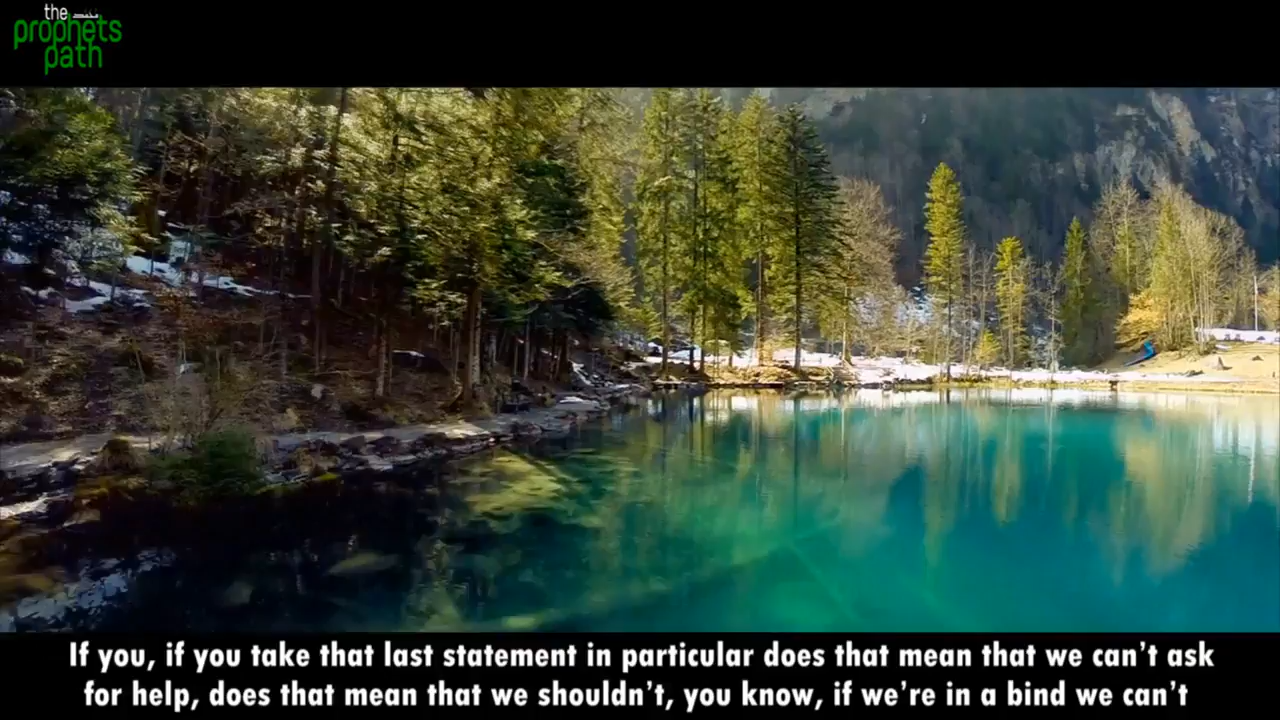 the
prophets
path
If you, if you take that last statement in particular does that mean that we can't ask
for help, does that mean that we shouldn't, you know, if we're in a bind we can't